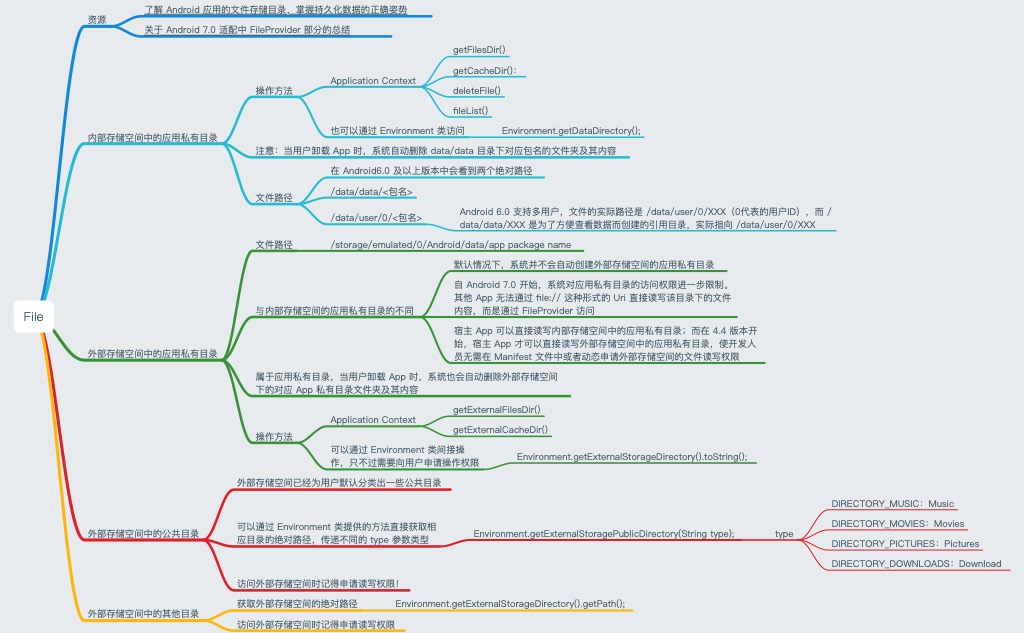 File
资源
了解 Android 应用的文件存储目录，掌握持久化数据的正确姿势
关于 Android 7.0 适配中 FileProvider 部分的总结
内部存储空间中的应用私有目录
操作方法
Application Context
getFilesDir()
getCacheDir()：
deleteFile()
fileList()
也可以通过 Environment 类访问
Environment.getDataDirectory();
注意：当用户卸载 App 时，系统自动删除 data/data 目录下对应包名的文件夹及其内容
文件路径
在 Android6.0 及以上版本中会看到两个绝对路径
/data/data/<包名>
/data/user/0/<包名>
Android 6.0 支持多用户，文件的实际路径是 /data/user/0/XXX（0代表的用户ID），而 /
data/data/XXX 是为了方便查看数据而创建的引用目录，实际指向 /data/user/0/XXX
外部存储空间中的应用私有目录
文件路径
/storage/emulated/0/Android/data/app package name
与内部存储空间的应用私有目录的不同
默认情况下，系统并不会自动创建外部存储空间的应用私有目录
自 Android 7.0 开始，系统对应用私有目录的访问权限进一步限制。
其他 App 无法通过 file:// 这种形式的 Uri 直接读写该目录下的文件
内容，而是通过 FileProvider 访问
宿主 App 可以直接读写内部存储空间中的应用私有目录；而在 4.4 版本开
始，宿主 App 才可以直接读写外部存储空间中的应用私有目录，使开发人
员无需在 Manifest 文件中或者动态申请外部存储空间的文件读写权限
属于应用私有目录，当用户卸载 App 时，系统也会自动删除外部存储空间
下的对应 App 私有目录文件夹及其内容
操作方法
Application Context
getExternalFilesDir()
getExternalCacheDir()
可以通过 Environment 类间接操
作，只不过需要向用户申请操作权限
Environment.getExternalStorageDirectory().toString();
外部存储空间中的公共目录
外部存储空间已经为用户默认分类出一些公共目录
可以通过 Environment 类提供的方法直接获取相
应目录的绝对路径，传递不同的 type 参数类型
Environment.getExternalStoragePublicDirectory(String type);
type
DIRECTORY_MUSIC：Music
DIRECTORY_MOVIES：Movies
DIRECTORY_PICTURES：Pictures
DIRECTORY_DOWNLOADS：Download
访问外部存储空间时记得申请读写权限！
外部存储空间中的其他目录
获取外部存储空间的绝对路径
Environment.getExternalStorageDirectory().getPath();
访问外部存储空间时记得申请读写权限